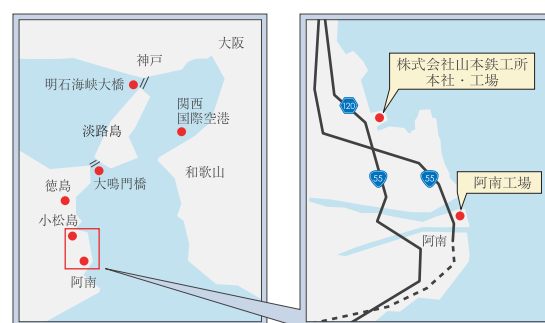 大阪
神戸
明石海峡大橋
関西
国際空港
淡路島
和歌山
大鳴門橋
徳島
小松島
阿南
株式会社山本鉄工所
本社・工場
120
55
55
阿南工場
阿南